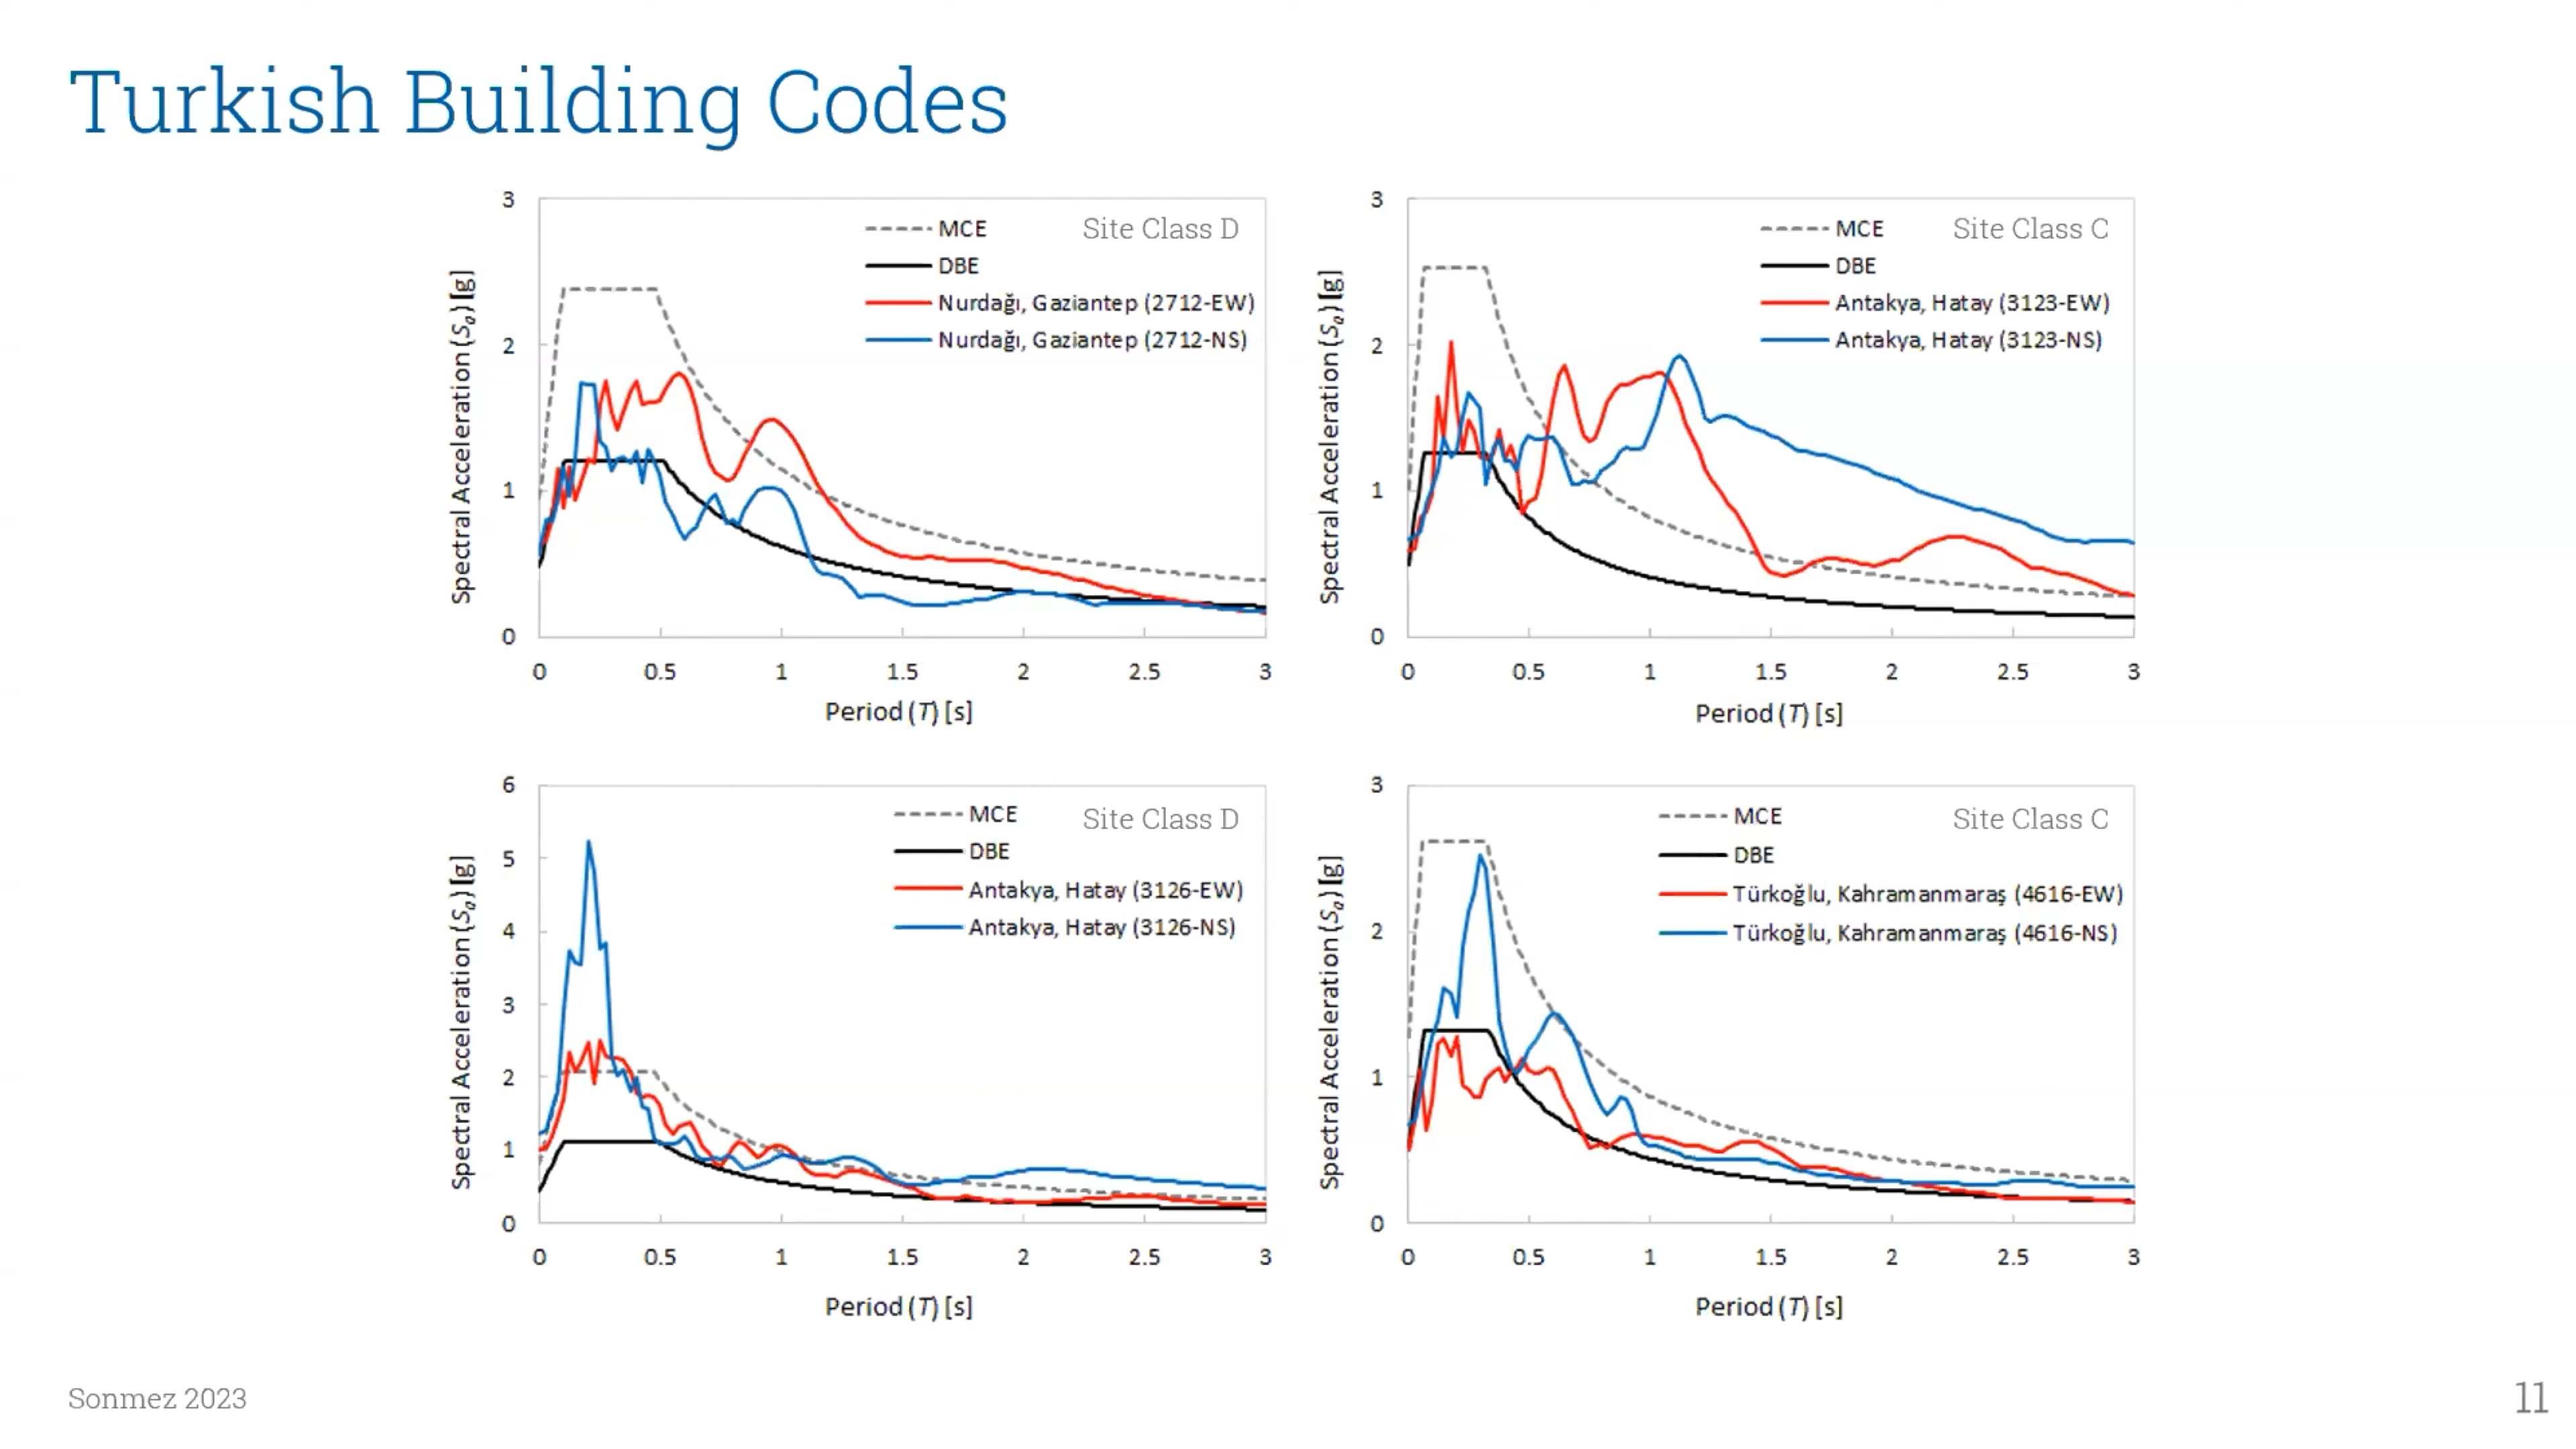 Turkish Building Codes
3
2
1
0
Spectral Acceleration (Sa) [g]
MCE
DBE
Nurdağı, Gaziantep (2712-EW)
Nurdağı, Gaziantep (2712-NS)
Site Class D
0 0.5 1 1.5 2 2.5 3
Period (T) [s]
3
2
1
0
Spectral Acceleration (Sa) [g]
MCE
DBE
Antakya, Hatay (3123-EW)
Antakya, Hatay (3123-NS)
Site Class C
0 0.5 1 1.5 2 2.5 3
Period (T) [s]
6
5
4
3
2
1
0
Spectral Acceleration (Sa) [g]
MCE
DBE
Antakya, Hatay (3126-EW)
Antakya, Hatay (3126-NS)
Site Class D
0 0.5 1 1.5 2 2.5 3
Period (T) [s]
3
2
1
0
Spectral Acceleration (Sa) [g]
MCE
DBE
Türkoğlu, Kahramanmaraş (4616-EW)
Türkoğlu, Kahramanmaraş (4616-NS)
Site Class C
0 0.5 1 1.5 2 2.5 3
Period (T) [s]
Sonmez 2023
11